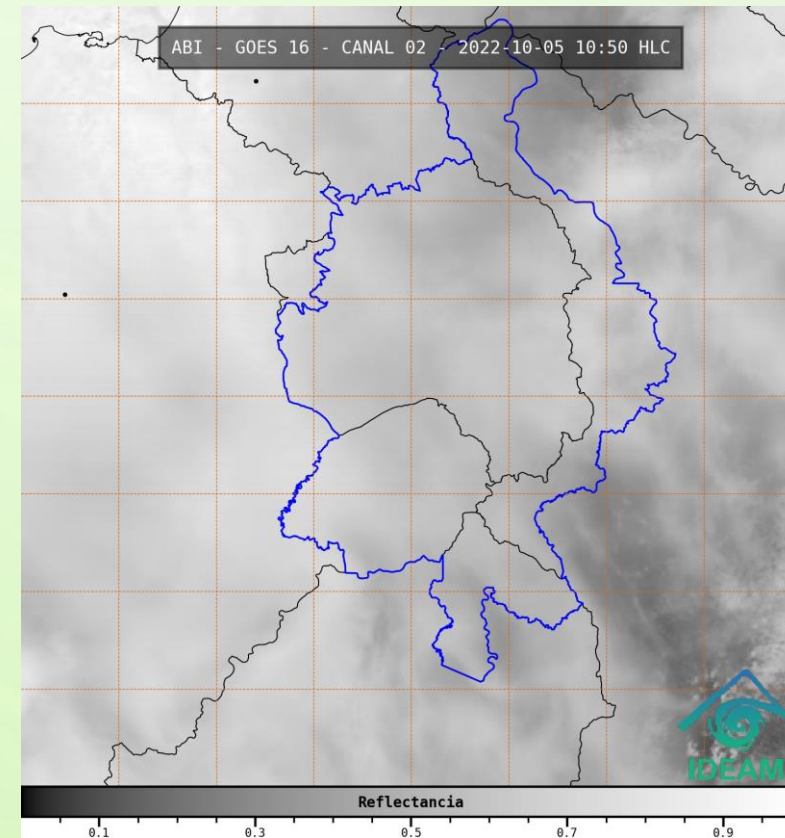 ABI - GOES 16 - CANAL 02 - 2022-10-05 10:50 HLC
IDEAM
Reflectancia
0.1 0.3 0.5 0.7 0.9